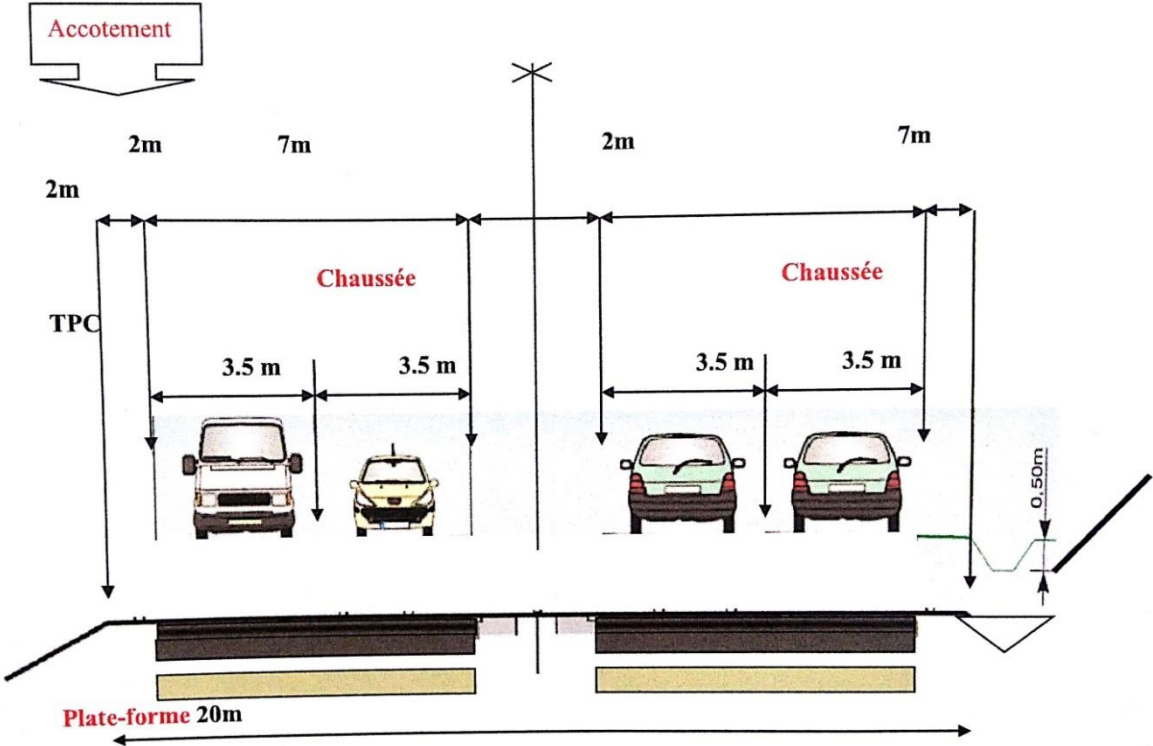 Accotement
2m 7m 2m 7m
2m
Chaussée Chaussée
TPC
3.5 m 3.5 m 3.5 m 3.5 m
0.50m
Plate-forme 20m